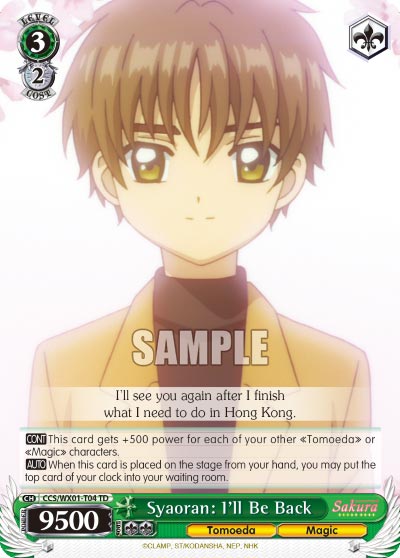 LEVEL
3
2
COST
SAMPLE
I'll see you again after I finish
what I need to do in Hong Kong.
CONT This card gets +500 power for each of your other «Tomoeda» or
«Magic» characters.
AUTO When this card is placed on the stage from your hand, you may put the
top card of your clock into your waiting room.
CH CCS/WX01-T04 TD
POWER 9500
Syaoran: I'll Be Back
Sakura
Tomoeda Magic
©CLAMP, ST/KODANSHA, NEP, NHK